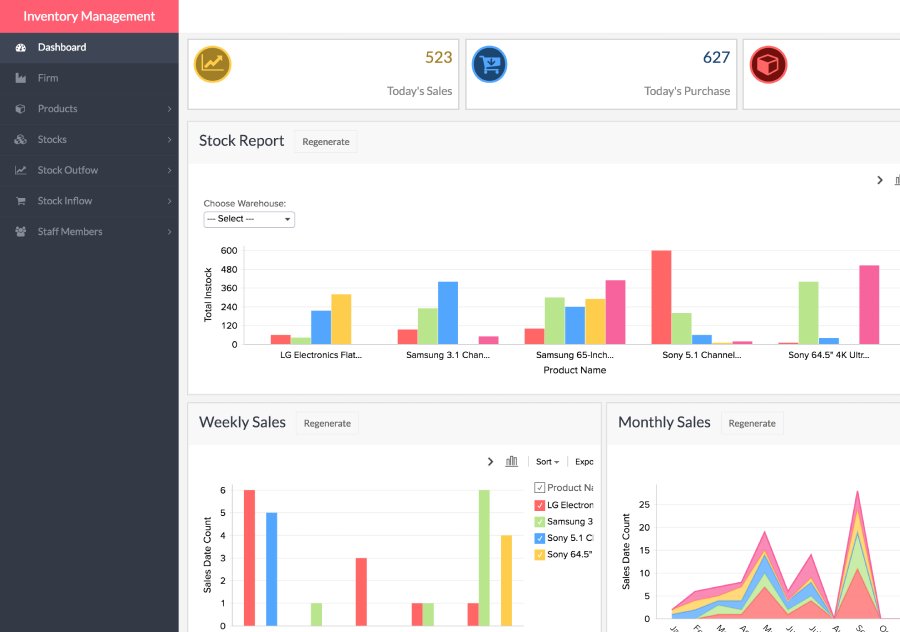 Inventory Management
Dashboard
Firm
Products
Stocks
Stock Outfow
Stock Inflow
Staff Members
523
Today's Sales
627
Today's Purchase
Stock Report
Regenerate
Choose Warehouse:
--- Select ---
600
480
360
240
120
0
Total Instock
LG Electronics Flat...
Samsung 3.1 Chan...
Samsung 65-Inch...
Sony 5.1 Channel...
Sony 64.5" 4K Ultr...
Product Name
Weekly Sales
Regenerate
Sort
Expo
6
5
4
3
2
1
0
Sales Date Count
Product Na
LG Electron
Samsung 3
Sony 5.1 Cl
Sony 64.5"
Monthly Sales
Regenerate
25
20
15
10
5
0
Sales Date Count